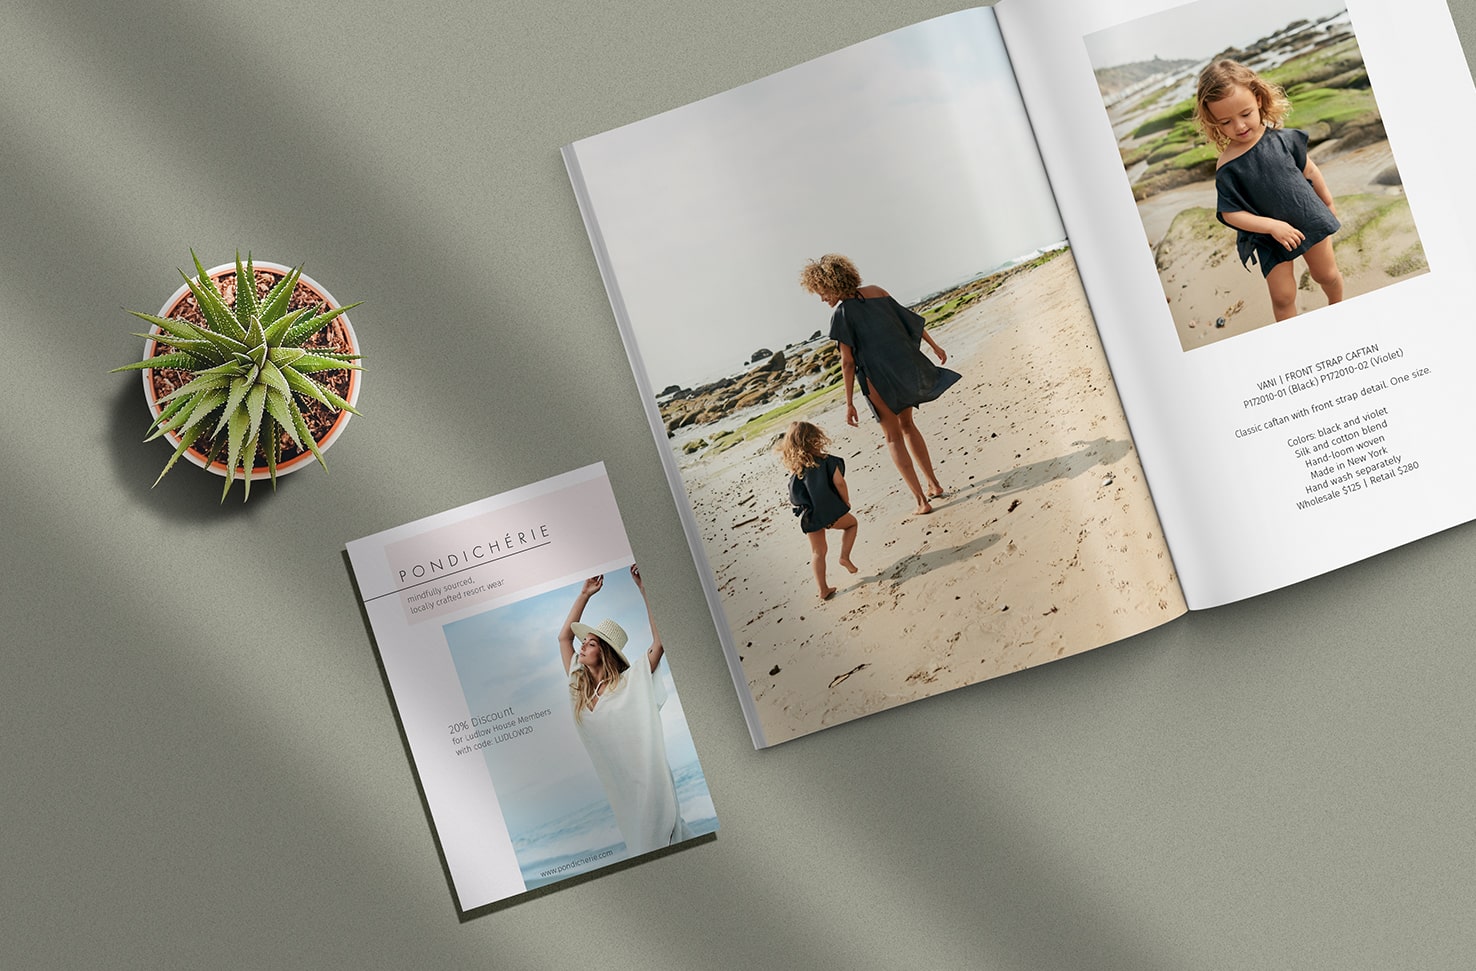 PONDICHÉRIE
mindfully sourced,
locally crafted resort wear
20% Discount
for Ludlow House Members
with code: LUDLOW20
www.pondicherie.com
VANI | FRONT STRAP CAFTAN
P172010-01 (Black) P172010-02 (Violet)
Classic caftan with front strap detail. One size.
Colors: black and violet
Silk and cotton blend
Hand-loom woven
Made in New York
Hand wash separately
Wholesale $125 | Retail $280